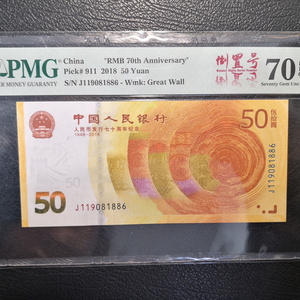 PMG
PAPER MONEY GUARANTY
China "RMB 70th Anniversary"
Pick# 911 2018 50 Yuan
S/N J119081886 - Wmk: Great Wall
倒置号
70
Seventy Gem Unc
中国人民银行
人民币发行七十周年纪念
1948-2018
50
伍拾圆
J119081886
50
J119081886